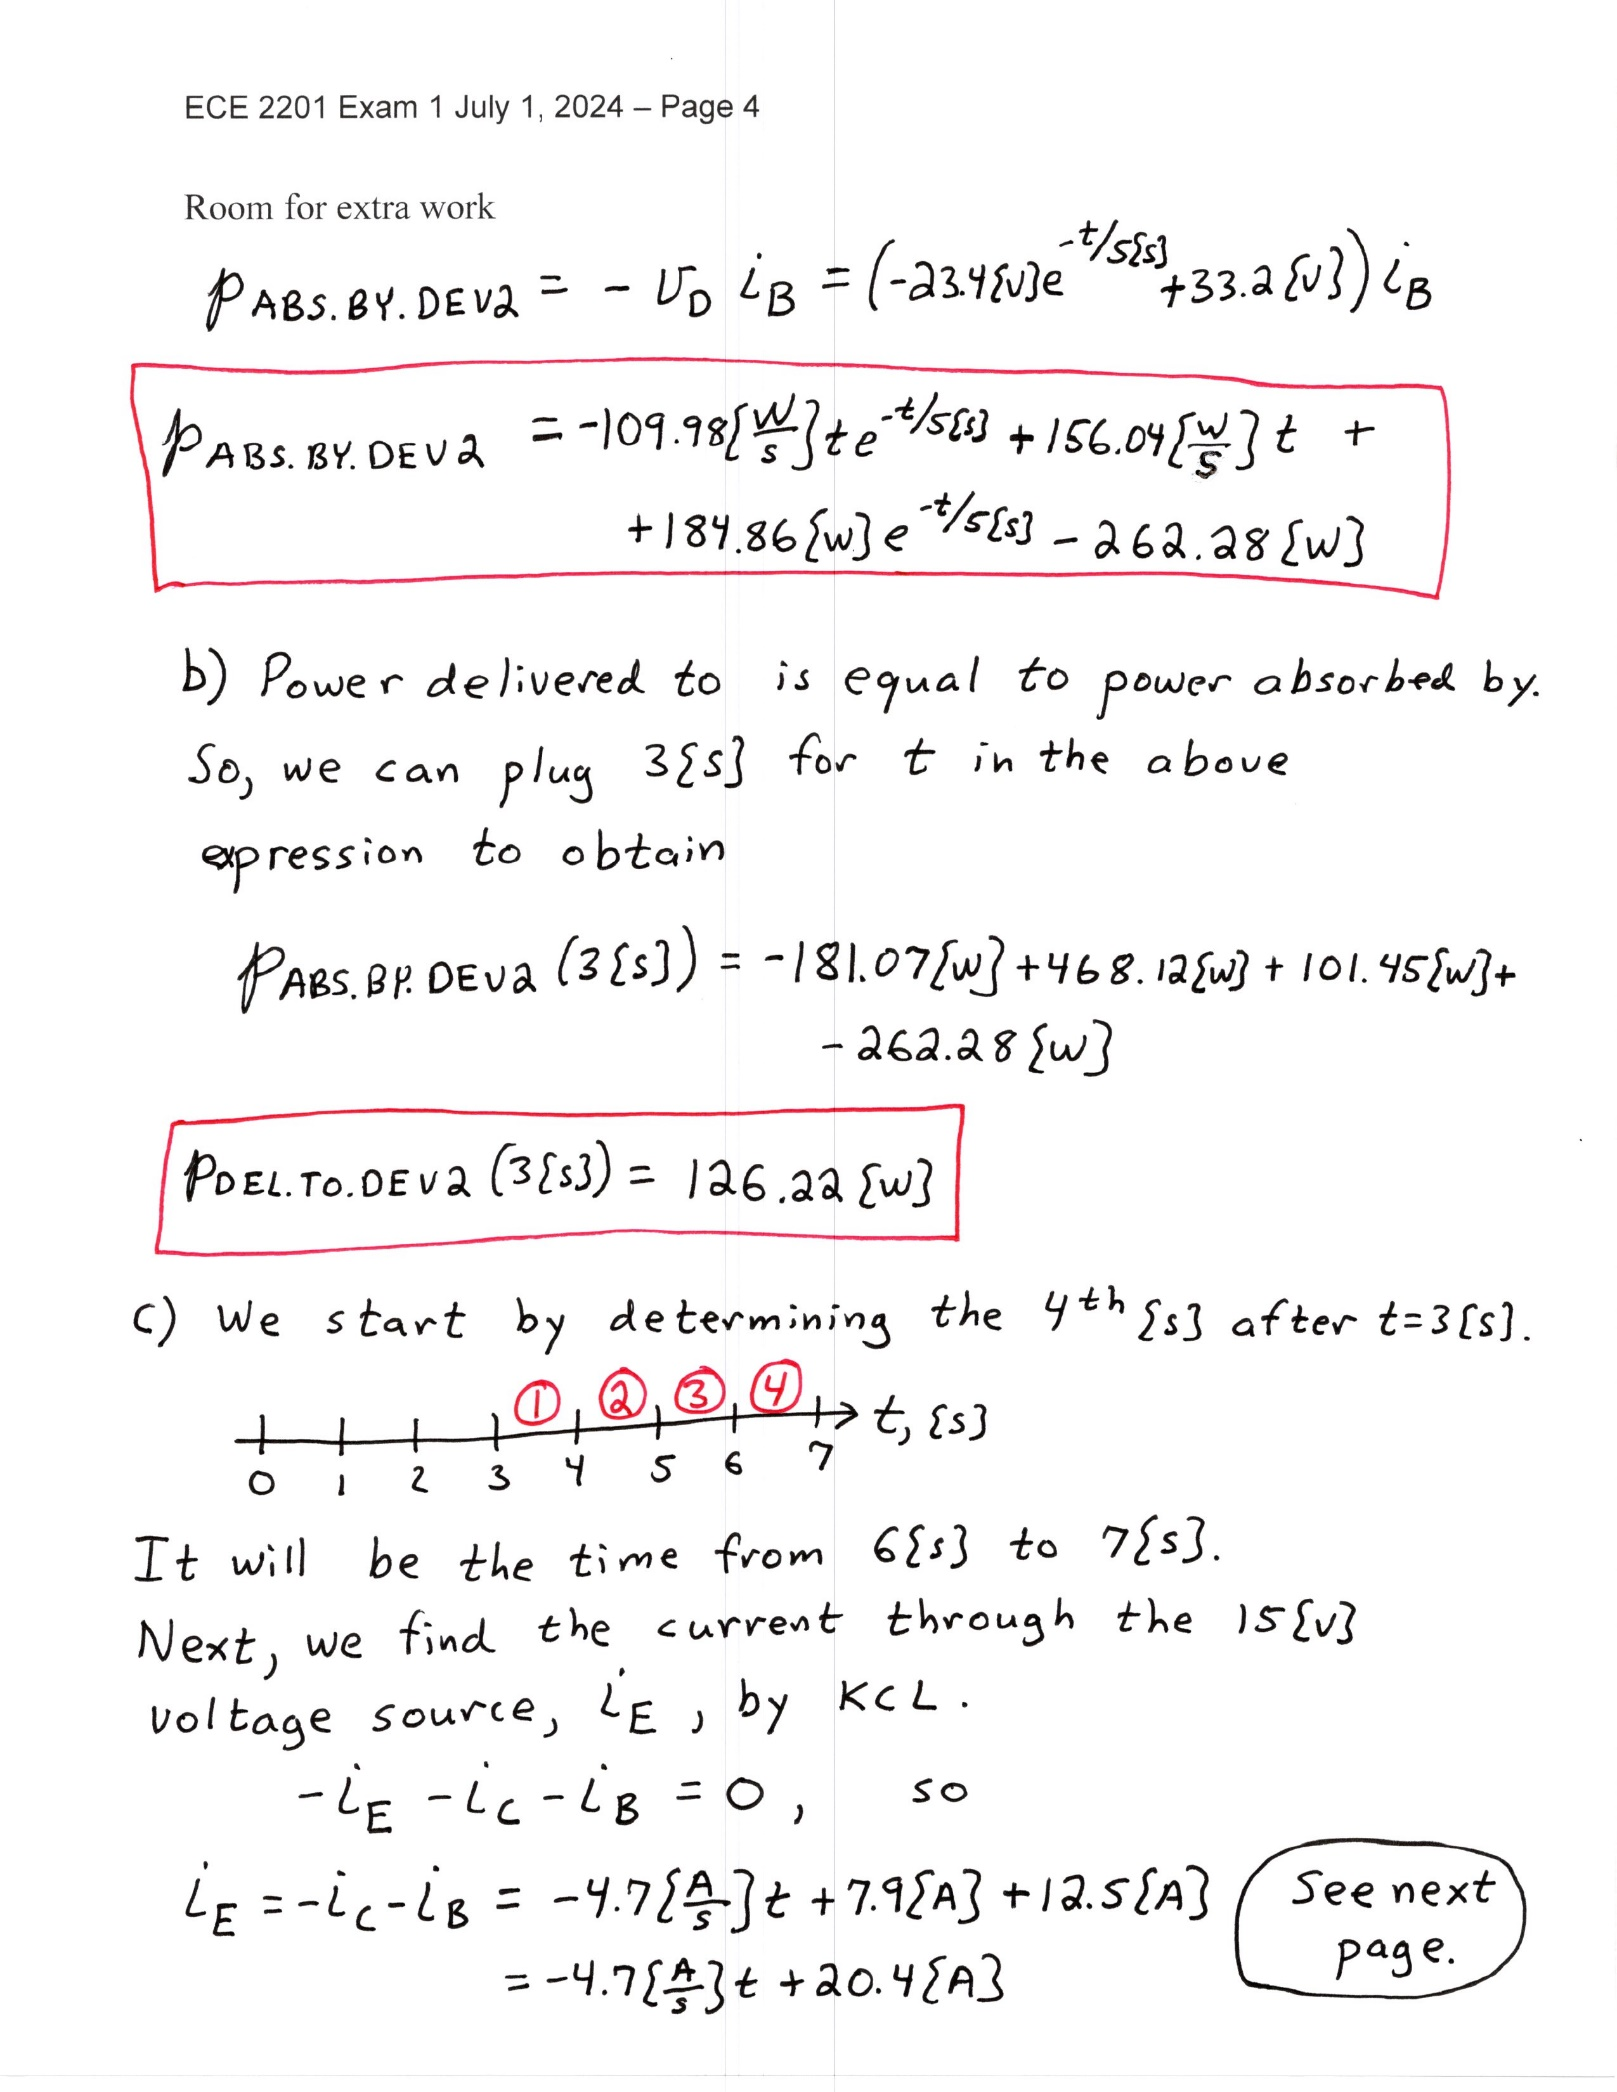 ECE 2201 Exam 1 July 1, 2024 – Page 4
Room for extra work
p ABS.BY.DEV2 = - v_D i_B = (-23.4[V]e^{-t/5[s]} +33.2[V]) i_B
p ABS.BY.DEV2 = -109.98[W/s]te^{-t/5[s]} +156.04[W/s]t +
+184.86[W]e^{-t/5[s]} - 262.28[W]
b) Power delivered to is equal to power absorbed by.
So, we can plug 3[s] for t in the above
expression to obtain
p ABS.BY.DEV2 (3[s]) = -181.07[W]+468.12[W]+101.45[W]+
-262.28[W]
p DEL.TO.DEV2 (3[s]) = 126.22[W]
c) We start by determining the 4th [s] after t=3[s].
1 2 3 4
t, [s]
0 1 2 3 4 5 6 7
It will be the time from 6[s] to 7[s].
Next, we find the current through the 15[V]
voltage source, i_E, by KCL.
-i_E -i_C -i_B = 0, so
i_E = -i_C - i_B = -4.7[A/s]t +7.9[A] +12.5[A]
= -4.7[A/s]t +20.4[A]
See next
page.